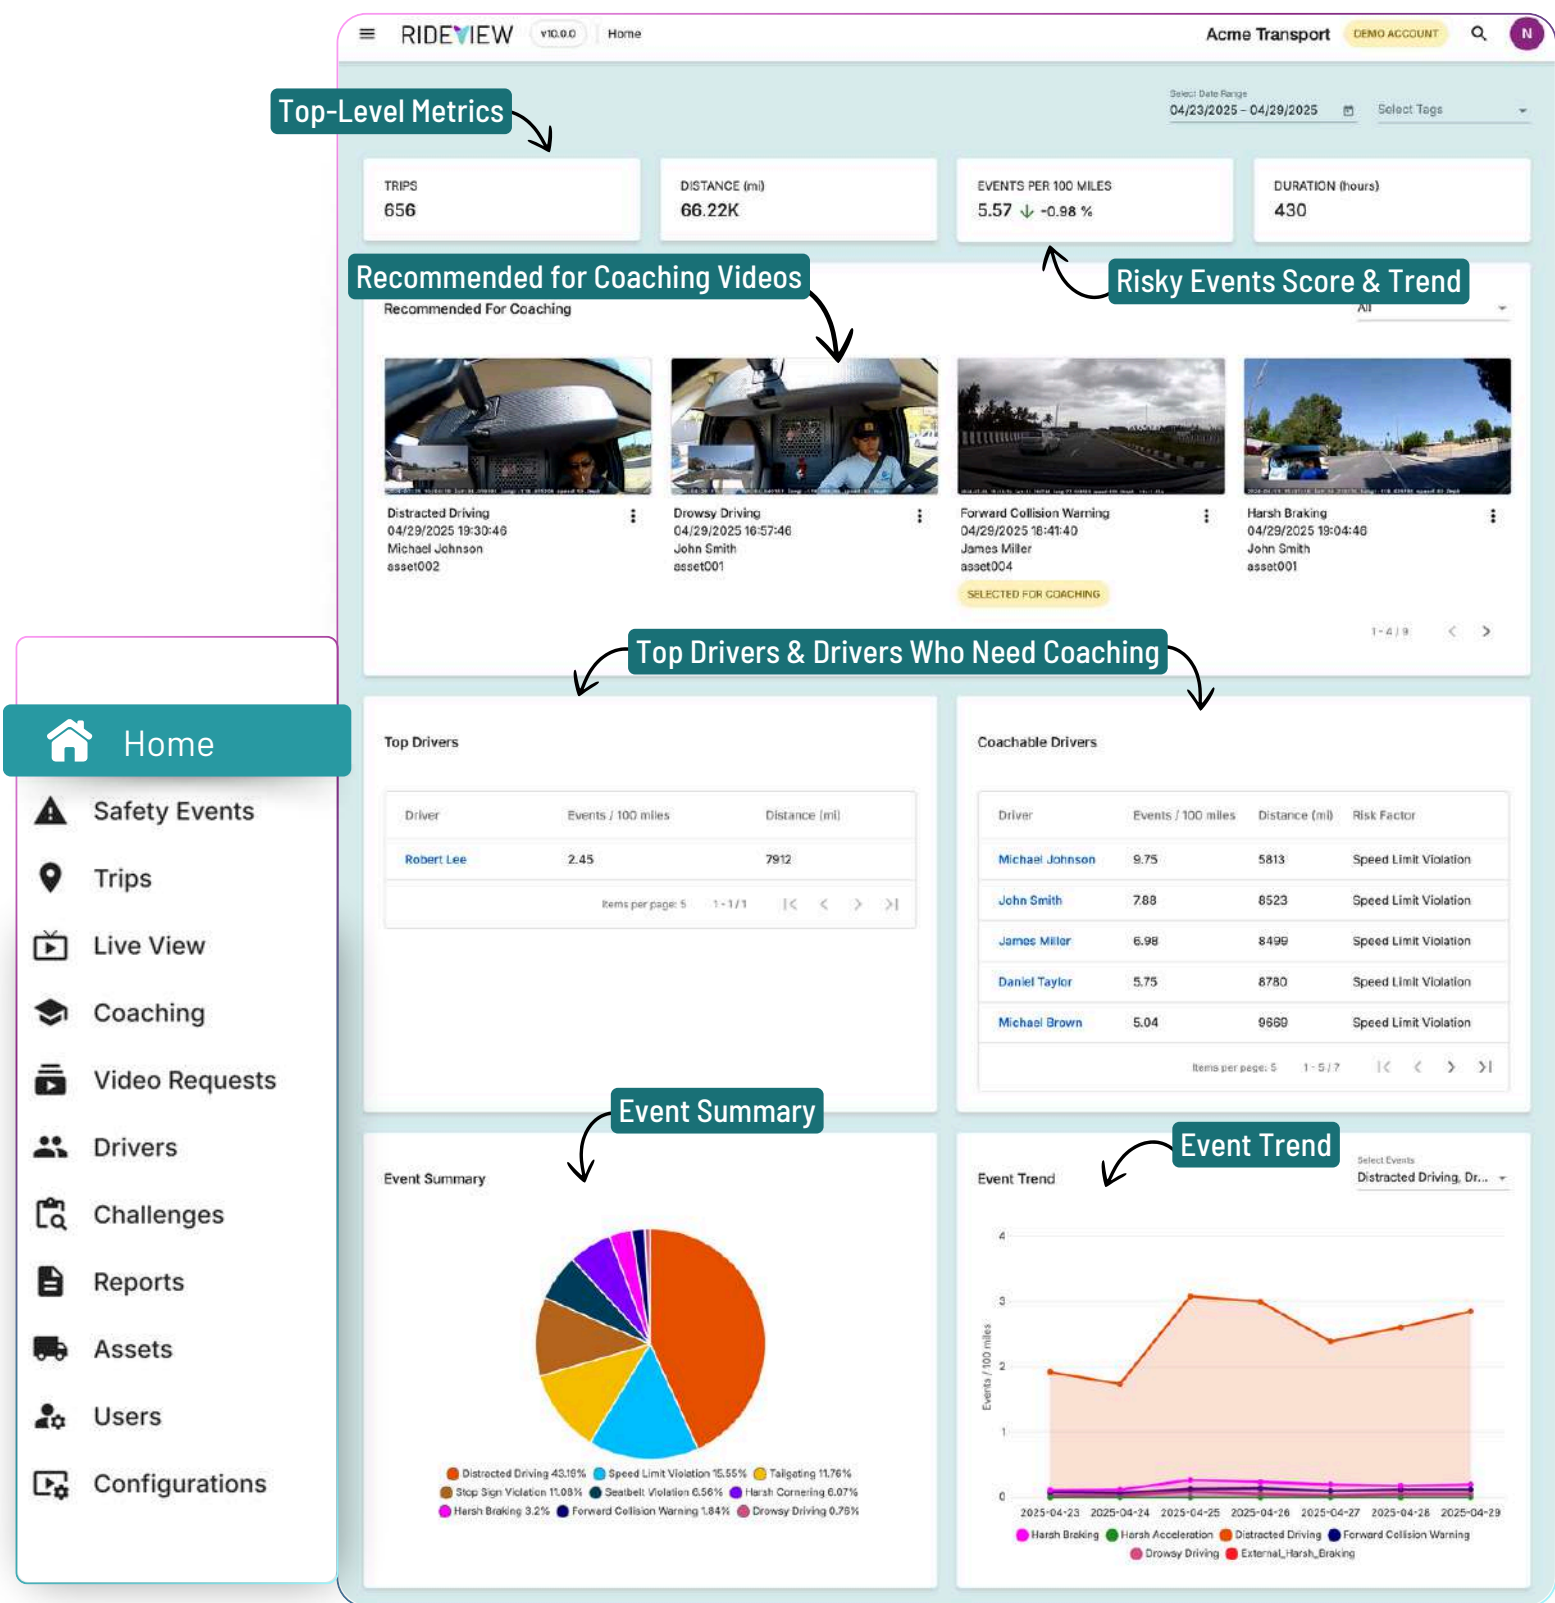 RIDEVIEW v10.0.0 Home Acme Transport DEMO ACCOUNT N
Top-Level Metrics
Select Date Range
04/23/2025 – 04/29/2025 Select Tags
TRIPS
656
DISTANCE (mi)
66.22K
EVENTS PER 100 MILES
5.57 -0.98 %
DURATION (hours)
430
Recommended for Coaching Videos
Risky Events Score & Trend
Recommended For Coaching
All
Distracted Driving
04/29/2025 19:30:46
Michael Johnson
asset002
Drowsy Driving
04/29/2025 16:57:46
John Smith
asset001
Forward Collision Warning
04/29/2025 18:41:40
James Miller
asset004
SELECTED FOR COACHING
Harsh Braking
04/29/2025 19:04:46
John Smith
asset001
1 - 4 / 9
Top Drivers & Drivers Who Need Coaching
Home
Safety Events
Trips
Live View
Coaching
Video Requests
Drivers
Challenges
Reports
Assets
Users
Configurations
Top Drivers
Driver Events / 100 miles Distance (mi)
Robert Lee 2.45 7912
Items per page: 5 1 - 1 / 1
Coachable Drivers
Driver Events / 100 miles Distance (mi) Risk Factor
Michael Johnson 9.75 5813 Speed Limit Violation
John Smith 7.88 8523 Speed Limit Violation
James Miller 6.98 8499 Speed Limit Violation
Daniel Taylor 5.75 8780 Speed Limit Violation
Michael Brown 5.04 9669 Speed Limit Violation
Items per page: 5 1 - 5 / 7
Event Summary
Event Summary
Distracted Driving 43.19% Speed Limit Violation 15.55% Tailgating 11.76%
Stop Sign Violation 11.08% Seatbelt Violation 6.56% Harsh Cornering 6.07%
Harsh Braking 3.2% Forward Collision Warning 1.84% Drowsy Driving 0.76%
Event Trend
Event Trend
Select Events
Distracted Driving, Dr...
Events / 100 miles
4
3
2
1
0
2025-04-23 2025-04-24 2025-04-25 2025-04-26 2025-04-27 2025-04-28 2025-04-29
Harsh Braking Harsh Acceleration Distracted Driving Forward Collision Warning
Drowsy Driving External_Harsh_Braking